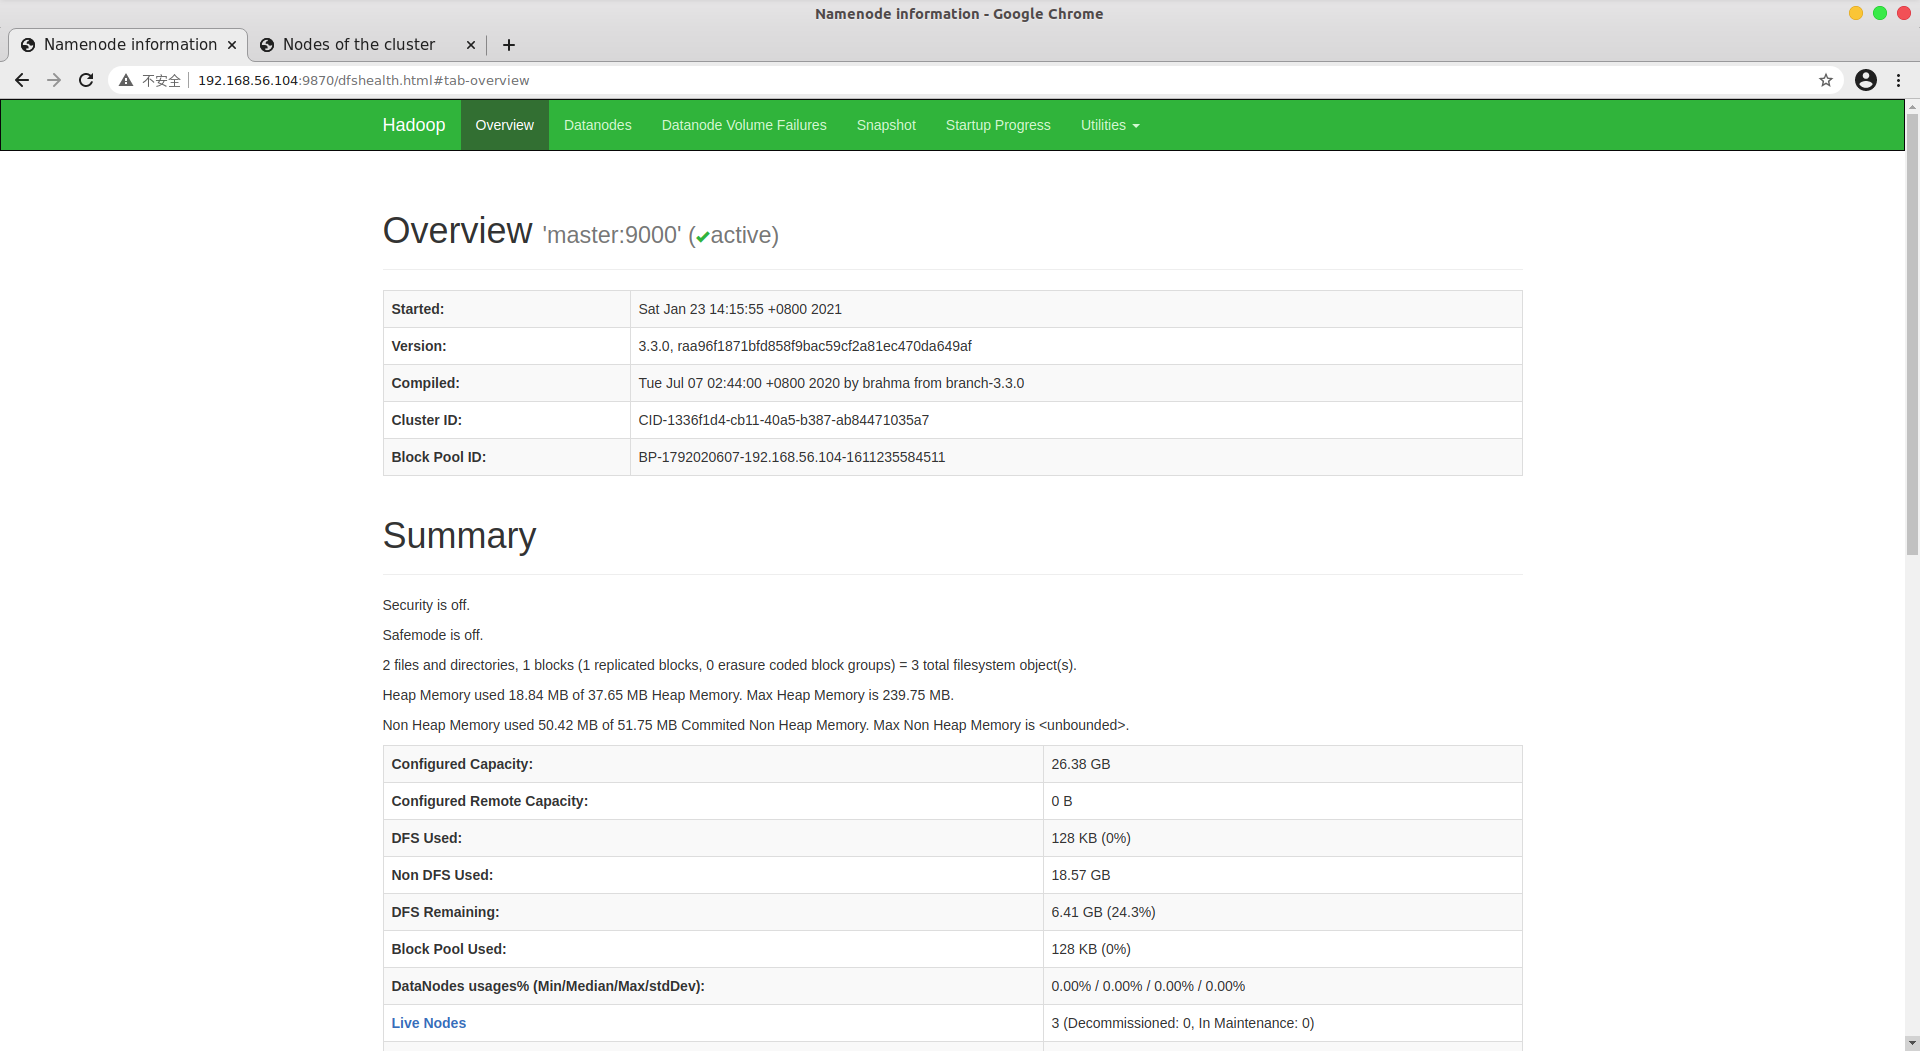 Namenode information - Google Chrome
Namenode information
Nodes of the cluster
不安全 192.168.56.104:9870/dfshealth.html#tab-overview
Hadoop Overview Datanodes Datanode Volume Failures Snapshot Startup Progress Utilities
Overview 'master:9000' (✔active)
Started: Sat Jan 23 14:15:55 +0800 2021
Version: 3.3.0, raa96f1871bfd858f9bac59cf2a81ec470da649af
Compiled: Tue Jul 07 02:44:00 +0800 2020 by brahma from branch-3.3.0
Cluster ID: CID-1336f1d4-cb11-40a5-b387-ab84471035a7
Block Pool ID: BP-1792020607-192.168.56.104-1611235584511
Summary
Security is off.
Safemode is off.
2 files and directories, 1 blocks (1 replicated blocks, 0 erasure coded block groups) = 3 total filesystem object(s).
Heap Memory used 18.84 MB of 37.65 MB Heap Memory. Max Heap Memory is 239.75 MB.
Non Heap Memory used 50.42 MB of 51.75 MB Commited Non Heap Memory. Max Non Heap Memory is <unbounded>.
Configured Capacity: 26.38 GB
Configured Remote Capacity: 0 B
DFS Used: 128 KB (0%)
Non DFS Used: 18.57 GB
DFS Remaining: 6.41 GB (24.3%)
Block Pool Used: 128 KB (0%)
DataNodes usages% (Min/Median/Max/stdDev): 0.00% / 0.00% / 0.00% / 0.00%
Live Nodes 3 (Decommissioned: 0, In Maintenance: 0)